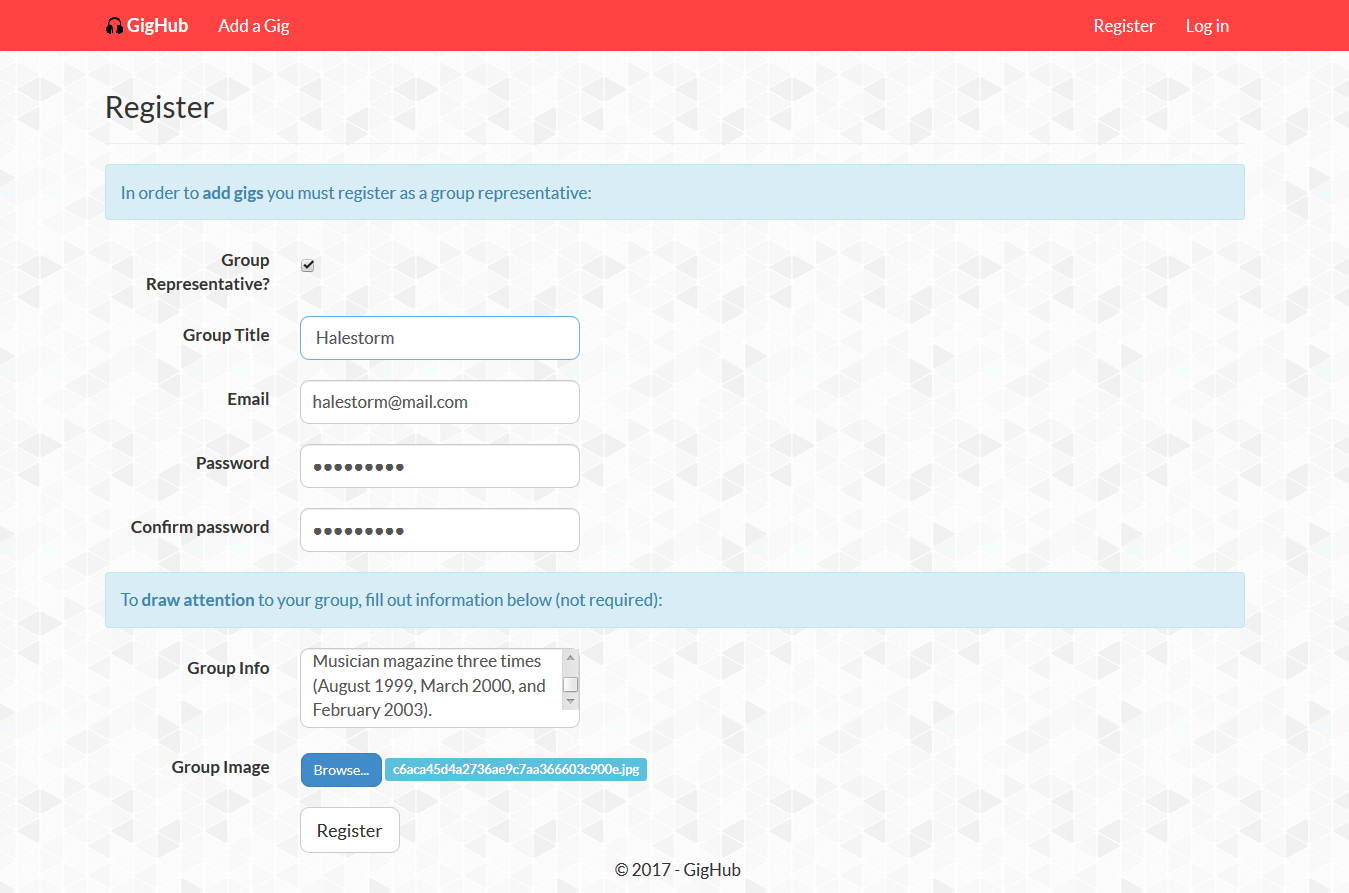 GigHub Add a Gig Register Log in
Register
In order to add gigs you must register as a group representative:
Group
Representative?
Group Title Halestorm
Email halestorm@mail.com
Password ●●●●●●●●●
Confirm password ●●●●●●●●●
To draw attention to your group, fill out information below (not required):
Group Info Musician magazine three times
(August 1999, March 2000, and
February 2003).
Group Image Browse... c6aca45d4a2736ae9c7aa366603c900e.jpg
Register
© 2017 - GigHub